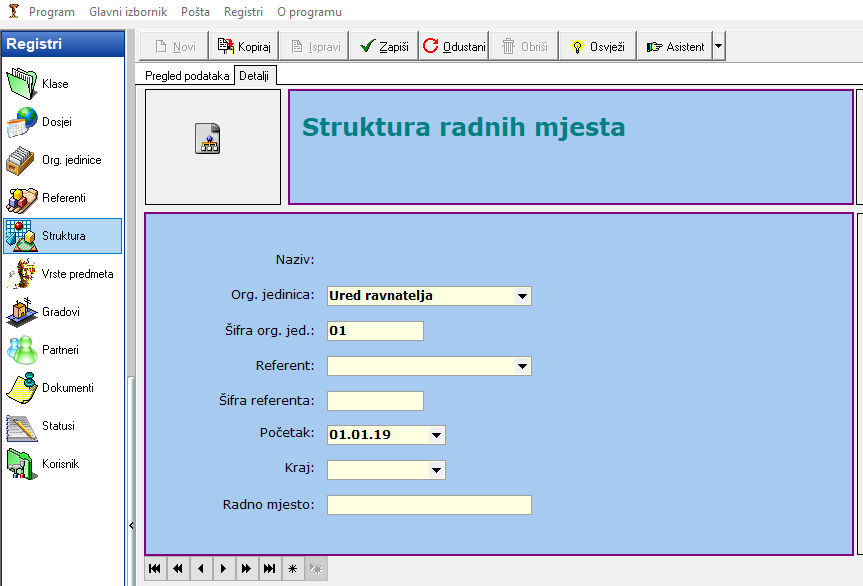 Program Glavni izbornik Pošta Registri O programu
Registri
Novi Kopiraj Ispravi Zapiši Odustani Obriši Osvježi Asistent
Pregled podataka Detalji
Klase
Dosjei
Org. jedinice
Referenti
Struktura
Vrste predmeta
Gradovi
Partneri
Dokumenti
Statusi
Korisnik
Struktura radnih mjesta
Naziv:
Org. jedinica: Ured ravnatelja
Šifra org. jed.: 01
Referent:
Šifra referenta:
Početak: 01.01.19
Kraj:
Radno mjesto: